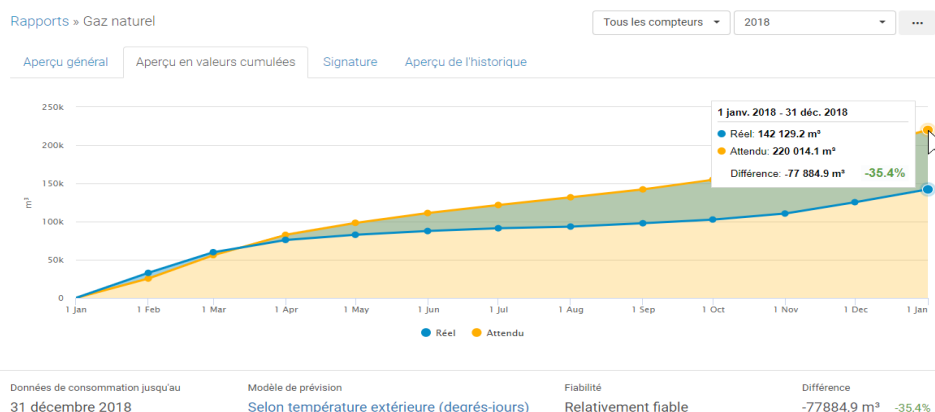 Rapports » Gaz naturel
Tous les compteurs
2018
...
Aperçu général
Aperçu en valeurs cumulées
Signature
Aperçu de l'historique
250k
200k
150k
100k
50k
0
m³
1 janv. 2018 - 31 déc. 2018
Réel: 142 129.2 m³
Attendu: 220 014.1 m³
Différence: -77 884.9 m³ -35.4%
1 Jan 1 Feb 1 Mar 1 Apr 1 May 1 Jun 1 Jul 1 Aug 1 Sep 1 Oct 1 Nov 1 Dec 1 Jan
Réel Attendu
Données de consommation jusqu'au
31 décembre 2018
Modèle de prévision
Selon température extérieure (degrés-jours)
Fiabilité
Relativement fiable
Différence
-77884.9 m³ -35.4%